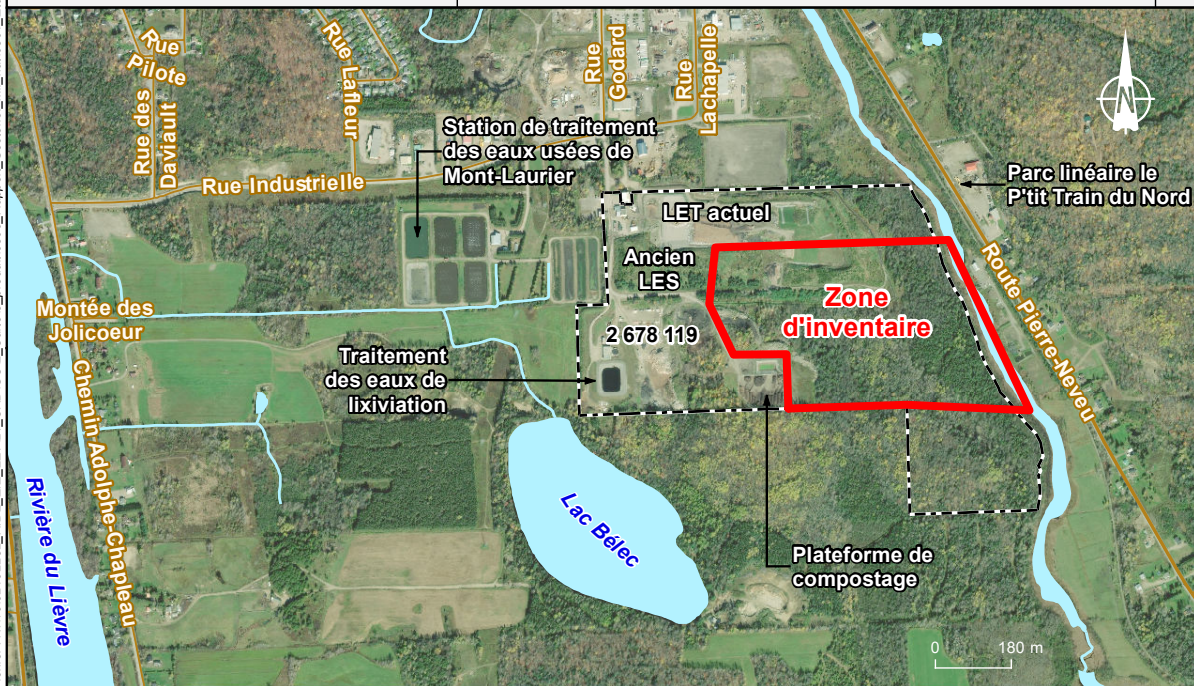 Rue
Pilote
Rue des
Daviault
Rue Lafleur
Rue
Godard
Rue
Lachapelle
Station de traitement
des eaux usées de
Mont-Laurier
Rue Industrielle
Parc linéaire le
P'tit Train du Nord
N
LET actuel
Ancien
LES
Zone
d'inventaire
Route Pierre-Neveu
Montée des
Jolicoeur
2 678 119
Traitement
des eaux de
lixiviation
Chemin Adolphe-Chapleau
Rivière du Lièvre
Lac Bélec
Plateforme de
compostage
0 180 m